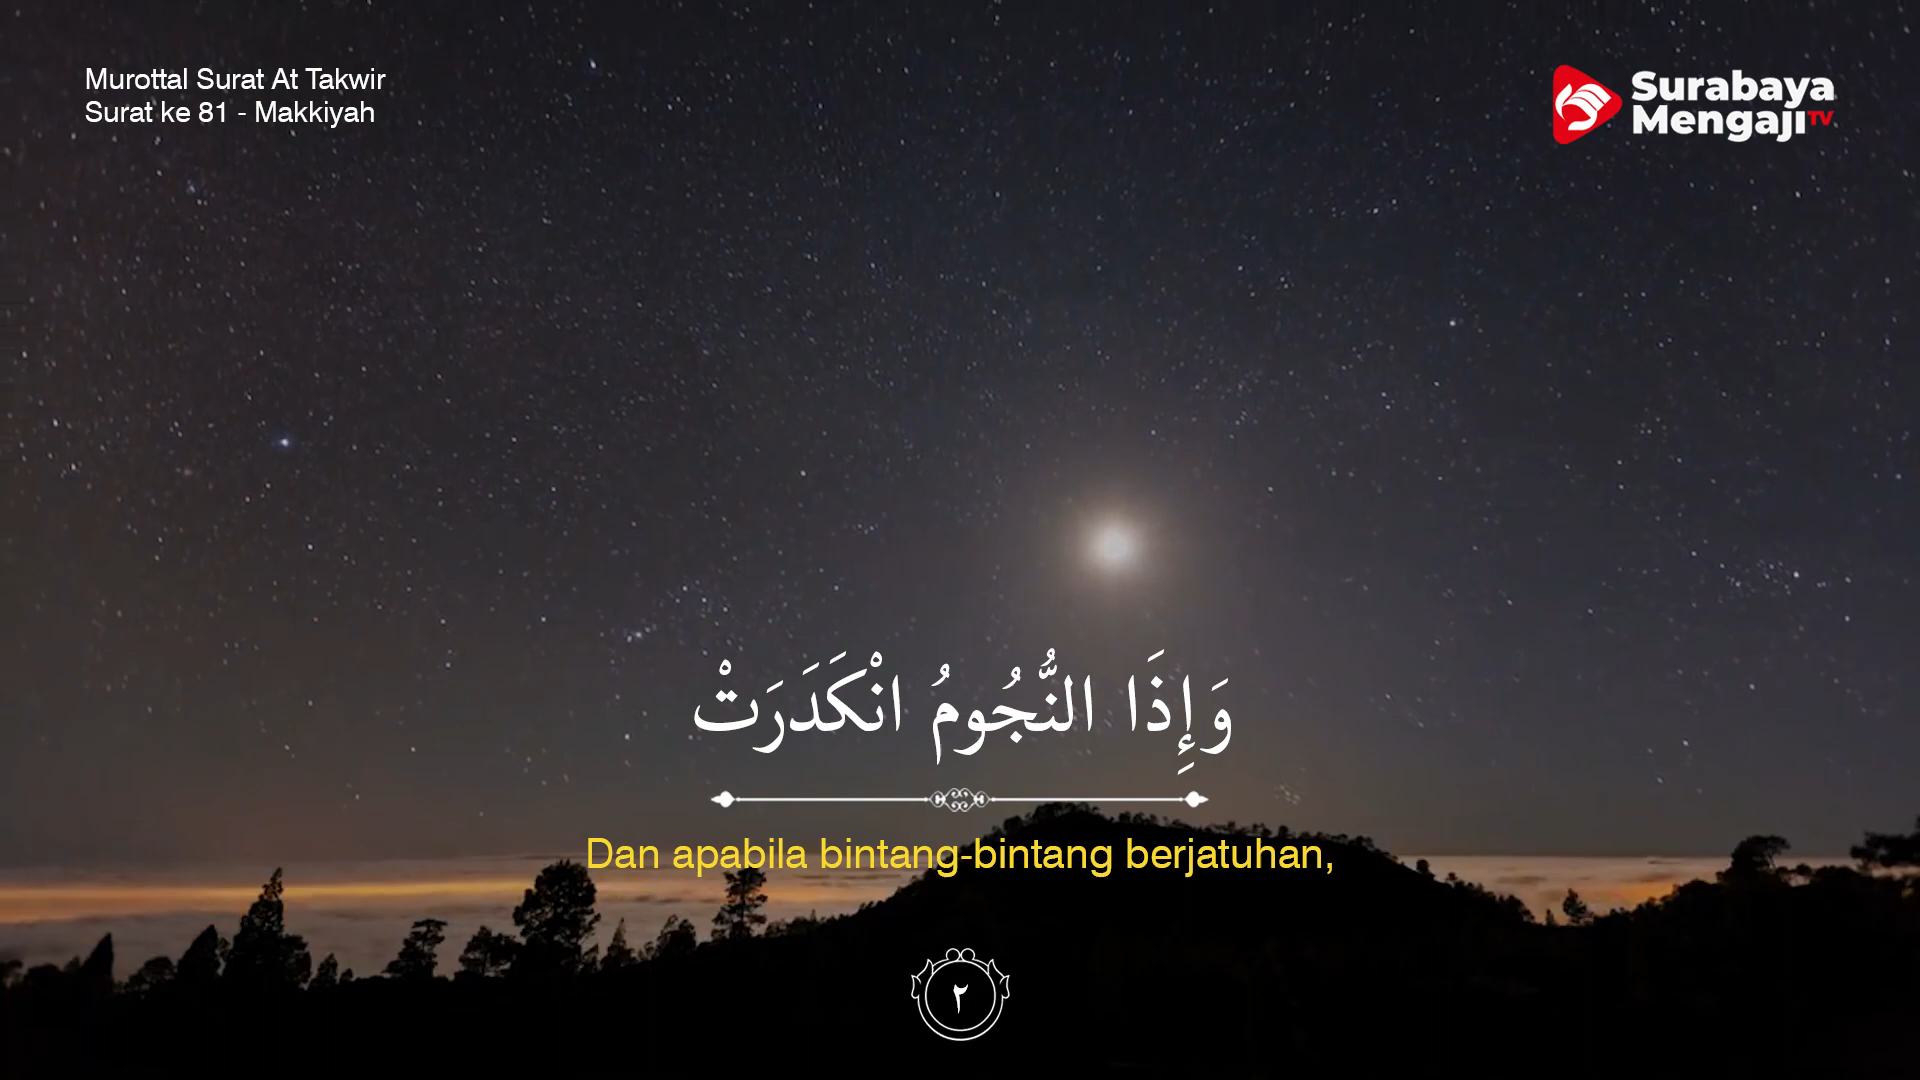 Murottal Surat At Takwir
Surat ke 81 - Makkiyah
Surabaya
MengajiTV
وَإِذَا النُّجُومُ انْكَدَرَتْ
Dan apabila bintang-bintang berjatuhan,
٢